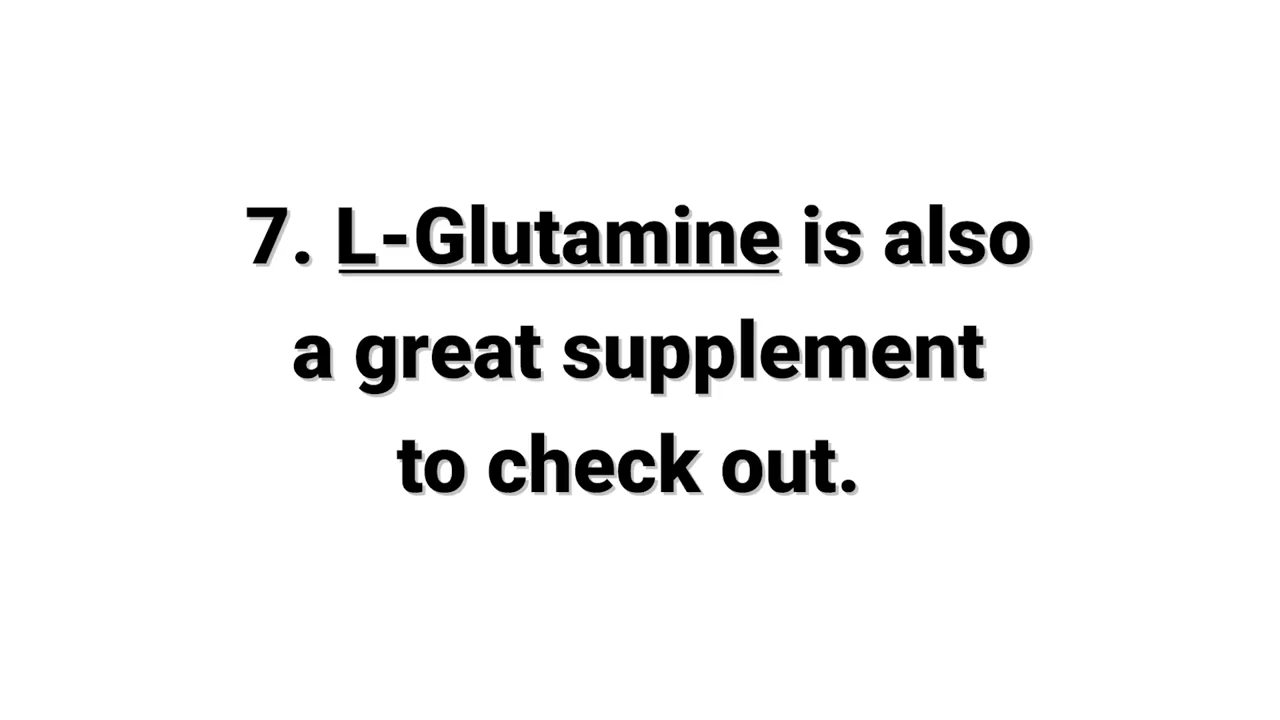 7. L-Glutamine is also
a great supplement
to check out.